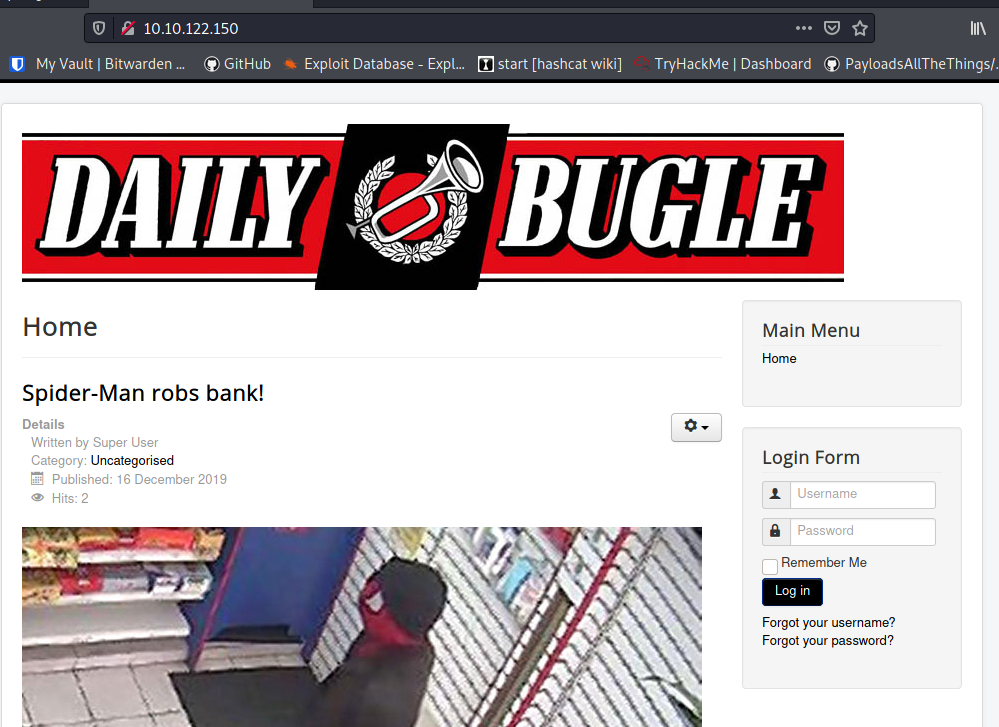 10.10.122.150
My Vault | Bitwarden ... GitHub Exploit Database - Expl... start [hashcat wiki] TryHackMe | Dashboard PayloadsAllTheThings/.
DAILY BUGLE
Home
Spider-Man robs bank!
Details
Written by Super User
Category: Uncategorised
Published: 16 December 2019
Hits: 2
Main Menu
Home
Login Form
Username
Password
Remember Me
Log in
Forgot your username?
Forgot your password?